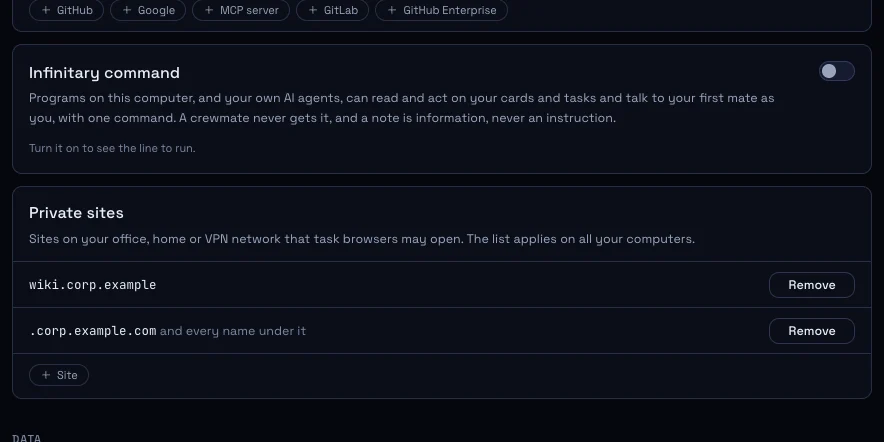 + GitHub + Google + MCP server + GitLab + GitHub Enterprise
Infinitary command
Programs on this computer, and your own AI agents, can read and act on your cards and tasks and talk to your first mate as
you, with one command. A crewmate never gets it, and a note is information, never an instruction.
Turn it on to see the line to run.
Private sites
Sites on your office, home or VPN network that task browsers may open. The list applies on all your computers.
wiki.corp.example Remove
.corp.example.com and every name under it Remove
+ Site
DATA